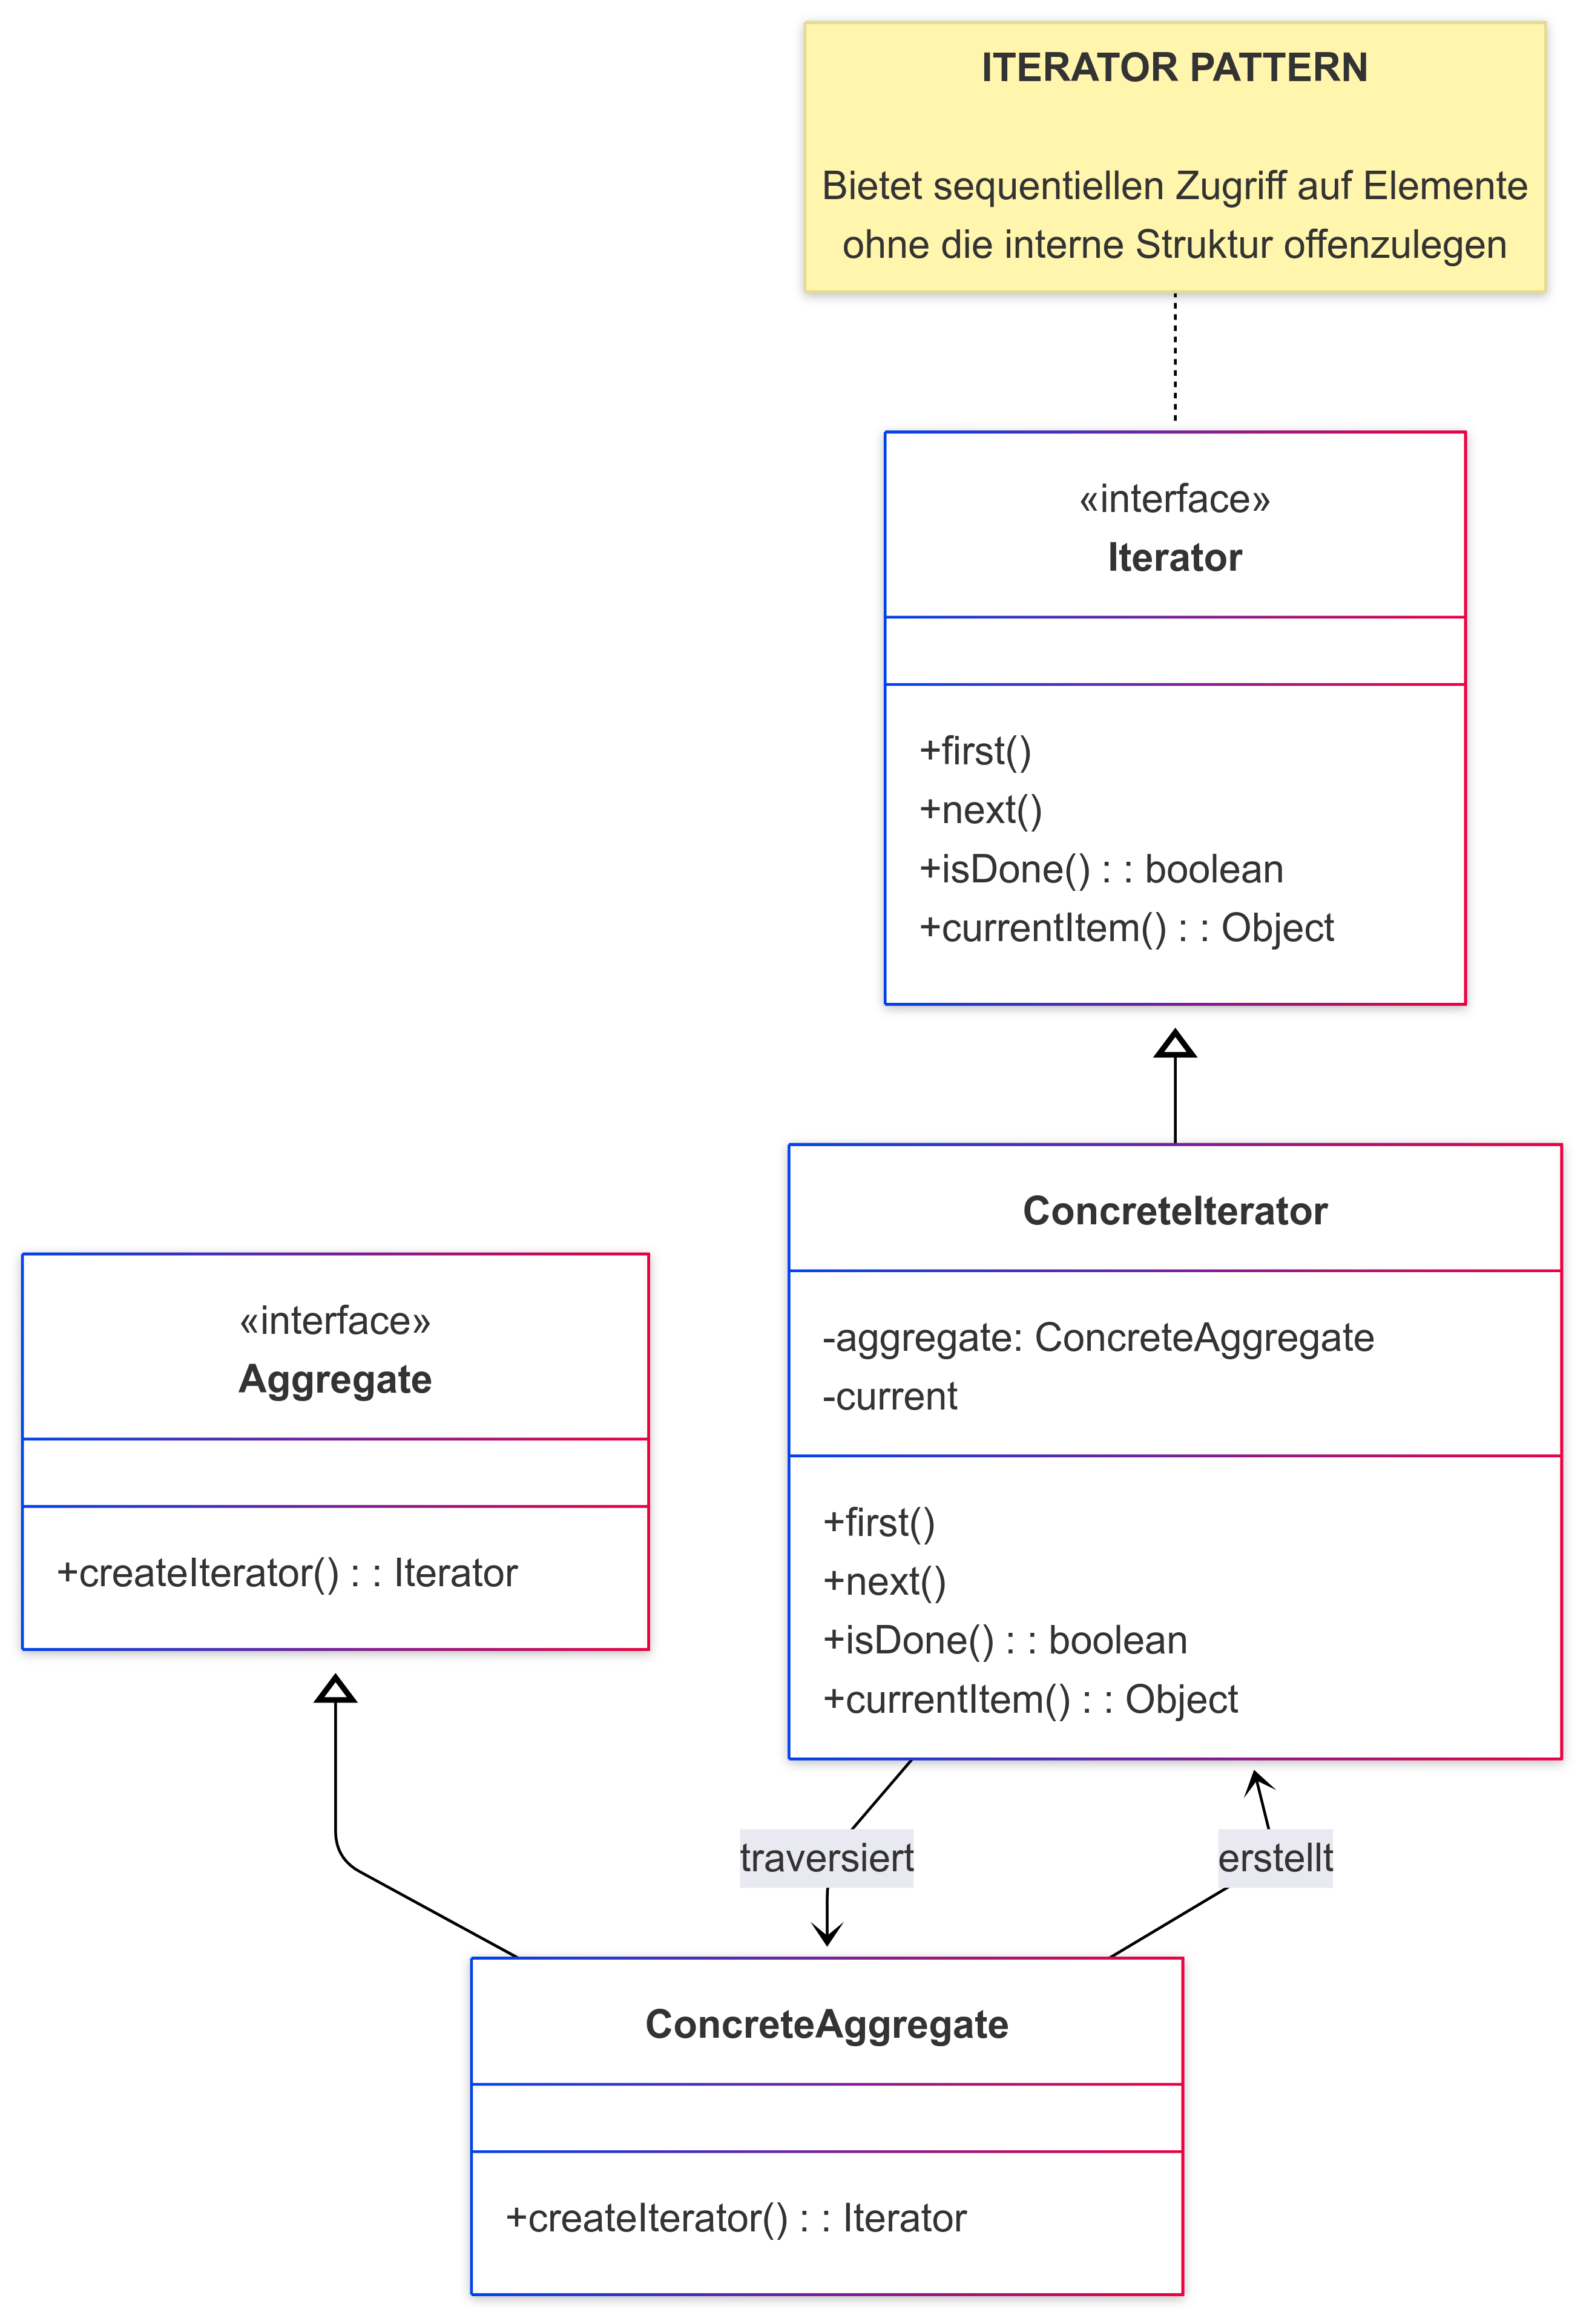 ITERATOR PATTERN
Bietet sequentiellen Zugriff auf Elemente
ohne die interne Struktur offenzulegen
«interface»
Iterator
+first()
+next()
+isDone() : : boolean
+currentItem() : : Object
ConcreteIterator
-aggregate: ConcreteAggregate
-current
+first()
+next()
+isDone() : : boolean
+currentItem() : : Object
«interface»
Aggregate
+createIterator() : : Iterator
traversiert
erstellt
ConcreteAggregate
+createIterator() : : Iterator